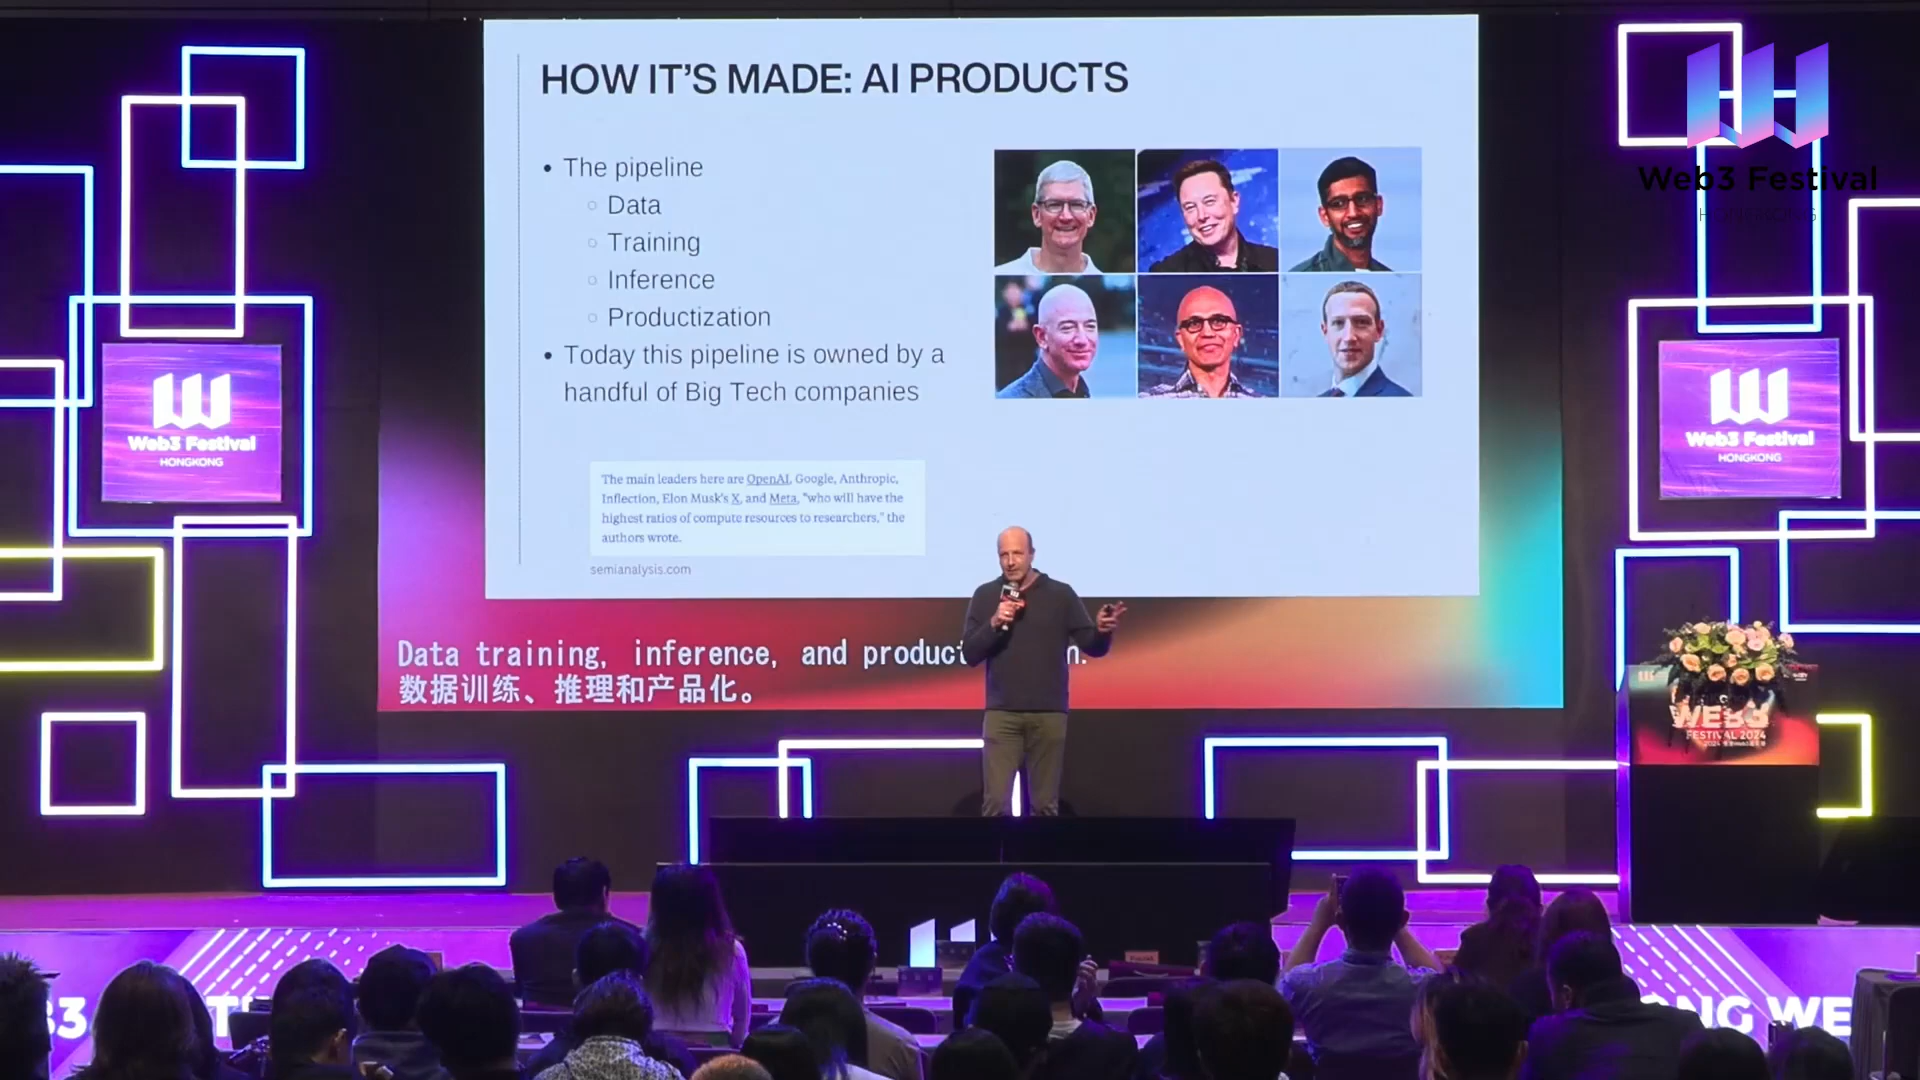 HOW IT'S MADE: AI PRODUCTS
• The pipeline
○ Data
○ Training
○ Inference
○ Productization
• Today this pipeline is owned by a
handful of Big Tech companies
The main leaders here are OpenAI, Google, Anthropic,
Inflection, Elon Musk's X, and Meta, "who will have the
highest ratios of compute resources to researchers," the
authors wrote.
semianalysis.com
Data training, inference, and product
数据训练、推理和产品化。
Web3 Festival
HONGKONG
Web3 Festival
HONGKONG
Web3 Festival
HONGKONG
WEB3
FESTIVAL 2024
ONG WE